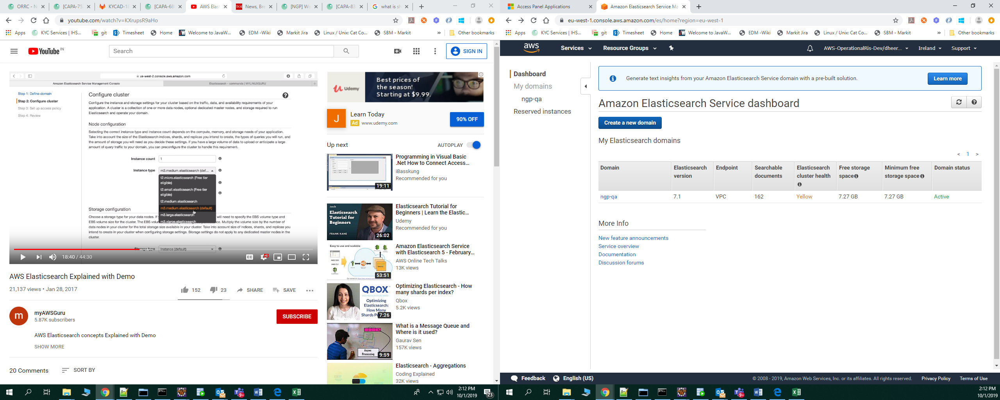 ORRC - N
[CAPA-75
KYCAD-18
[CAPA-68
AWS Elast
News, Bre
[NGP] Wo
[CAPA-83
what is sh
youtube.com/watch?v=KXrupsR9aHo
Apps
KYC Services | IHS...
git
Timesheet
Home
Welcome to JavaW...
EDM -Wiki
Markit Jira
Linux / Unix: Cat Co...
SBM - Markit
Other bookmarks
YouTube IN
Search
SIGN IN
us-west-2.console.aws.amazon.com
Amazon Elasticsearch Service Management Console
Elasticsearch – commands | MYLINUXGURU
Step 1: Define domain
Step 2: Configure cluster
Step 3: Set up access policy
Step 4: Review
Configure cluster
Configure the instance and storage settings for your cluster based on the traffic, data, and availability requirements of your
application. A cluster is a collection of one or more data nodes, optional dedicated master nodes, and storage required to run
Elasticsearch and operate your domain.
Node configuration
Selecting the correct instance type and instance count depends on the compute, memory, and storage needs of your application.
Take into account the size of the Elasticsearch indices, shards, and replicas you intend to create, the types of queries you will run, and
the amount of storage you will need as you decide these settings. If you have a large volume of data to upload or anticipate a large
amount of query traffic to your domain, you can preconfigure the cluster to handle this requirement.
Instance count 1
Instance type m3.medium.elasticsearch (def...
t2.micro.elasticsearch (Free tier
eligible)
t2.small.elasticsearch (Free tier
eligible)
t2.medium.elasticsearch
m3.medium.elasticsearch (default)
m3.large.elasticsearch
m3.xlarge.elasticsearch
Storage configuration
Choose a storage type for your data nodes. If will need to specify the EBS volume type and
EBS volume size for the cluster. The EBS volu Multiply the volume size by the number of
data nodes in your cluster for the total storage size available in your cluster. Take into account size of indices, shards, and replicas you
intend to create in your cluster when configuring storage settings. Storage settings do not apply to any dedicated master nodes in the
cluster.
Storage type Instance (default)
18:40 / 44:30
CC
HD
AWS Elasticsearch Explained with Demo
21,137 views • Jan 28, 2017
152
23
SHARE
SAVE
m
myAWSGuru
5.87K subscribers
SUBSCRIBE
AWS Elasticsearch concepts Explained with Demo
SHOW MORE
20 Comments
SORT BY
Udemy
Best prices of
the season!
Starting at $9.99.
J
Learn Today
Ad www.udemy.com
90% OFF
Up next
AUTOPLAY
19:11
Programming in Visual Basic
.Net How to Connect Access...
iBasskung
Recommended for you
:tech
Elasticsearch
Tutorial for
Beginners
FRANK KANE
26:02
Elasticsearch Tutorial for
Beginners | Learn the Elastic...
Udemy
Recommended for you
Easy to use and scalable
AWS SDK
AWS CLI
53:51
Amazon Elasticsearch Service
with Elasticsearch 5 - February...
AWS Online Tech Talks
13K views
QBOX
HOSTED ELASTICSEARCH
Optimizing
Elasticsearch:
How Many
Shards
7:26
Optimizing Elasticsearch - How
many shards per index?
Qbox
5.2K views
Async
Processing
9:59
What is a Message Queue and
Where is it used?
Gaurav Sen
157K views
Elasticsearch - Aggregations
Coding Explained
32K views
2:12 PM
10/1/2019
23
9+
Access Panel Applications
Amazon Elasticsearch Service Ma
eu-west-1.console.aws.amazon.com/es/home?region=eu-west-1
Apps
KYC Services | IHS...
git
Timesheet
Home
Welcome to JavaW...
EDM -Wiki
Markit Jira
Linux / Unix: Cat Co...
SBM - Markit
Other bookmarks
aws
Services
Resource Groups
AWS-OperationalRis-Dev/dheer...
Ireland
Support
Dashboard
My domains
ngp-qa
Reserved instances
Generate text insights from your Amazon Elasticsearch Service domain with a pre-built solution.
Learn more
Amazon Elasticsearch Service dashboard
Create a new domain
My Elasticsearch domains
< 1 >
Domain
Elasticsearch version
Endpoint
Searchable documents
Elasticsearch cluster health
Free storage space
Minimum free storage space
Domain status
ngp-qa 7.1 VPC 162 Yellow 7.27 GB 7.27 GB Active
More Info
New feature announcements
Service overview
Documentation
Discussion forums
Feedback
English (US)
© 2008 - 2019, Amazon Web Services, Inc. or its affiliates. All rights reserved.
Privacy Policy
Terms of Use
9+
2:12 PM
10/1/2019